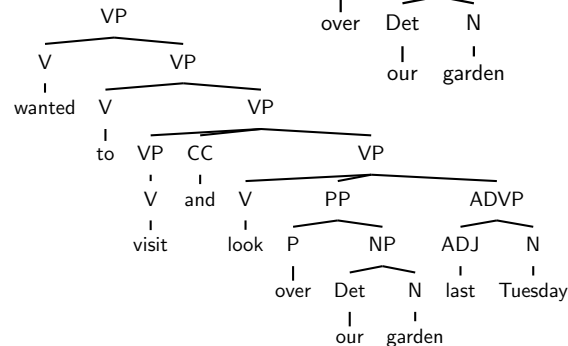 VP
over Det N
V VP
our garden
wanted V VP
to VP CC VP
V and V PP ADVP
visit look P NP ADJ N
over Det N last Tuesday
our garden